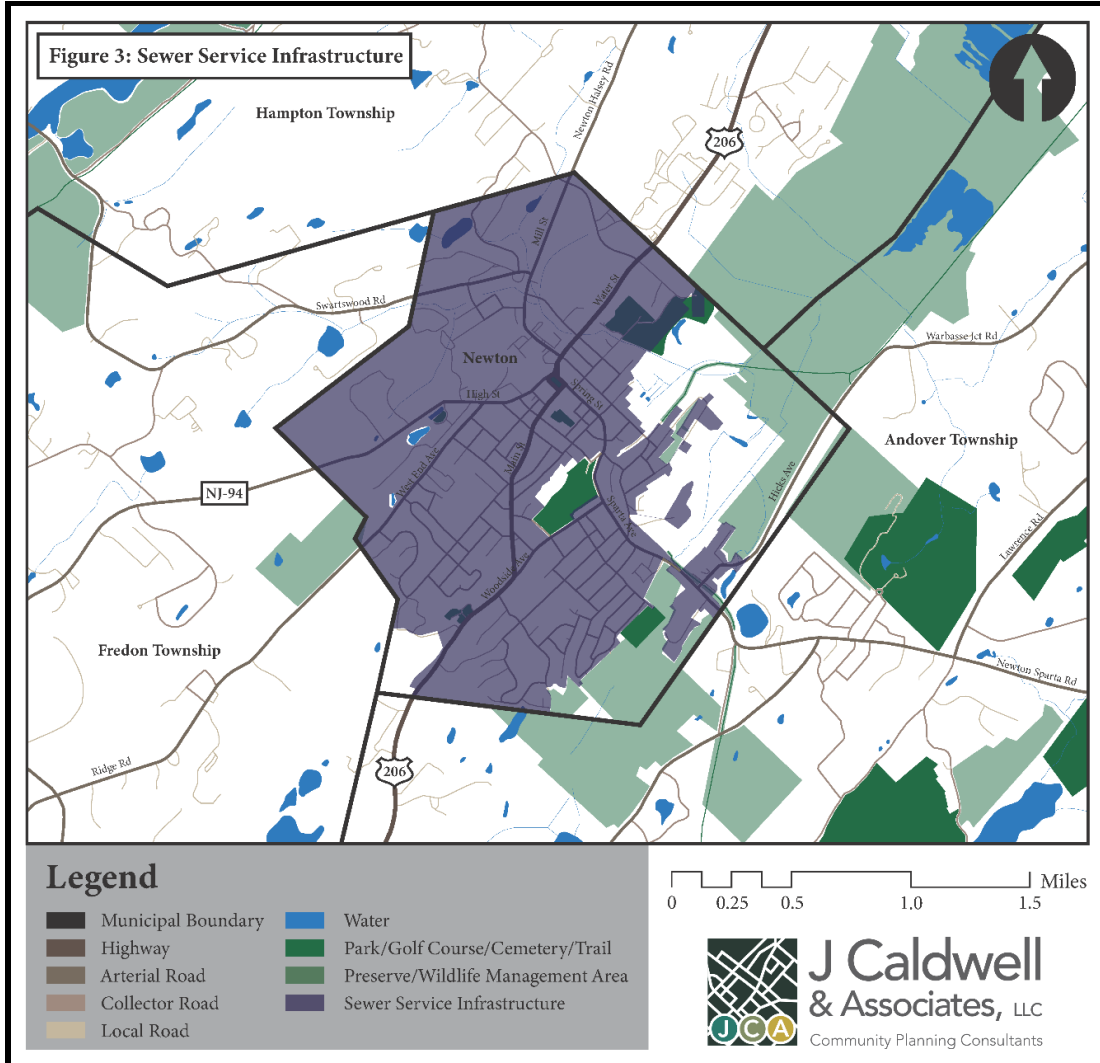 Figure 3: Sewer Service Infrastructure
Hampton Township
Newton Halsey Rd
206
Mill St
Water St
Swartswood Rd
Warbasse Jct Rd
Newton
Spring St
High St
Andover Township
Main St
West End Ave
Hicks Ave
NJ-94
Sparta Ave
Lawrence Rd
Woodside Ave
Fredon Township
Newton Sparta Rd
Ridge Rd
206
Legend
Municipal Boundary
Highway
Arterial Road
Collector Road
Local Road
Water
Park/Golf Course/Cemetery/Trail
Preserve/Wildlife Management Area
Sewer Service Infrastructure
Miles
0 0.25 0.5 1.0 1.5
J Caldwell
& Associates, LLC
J C A
Community Planning Consultants